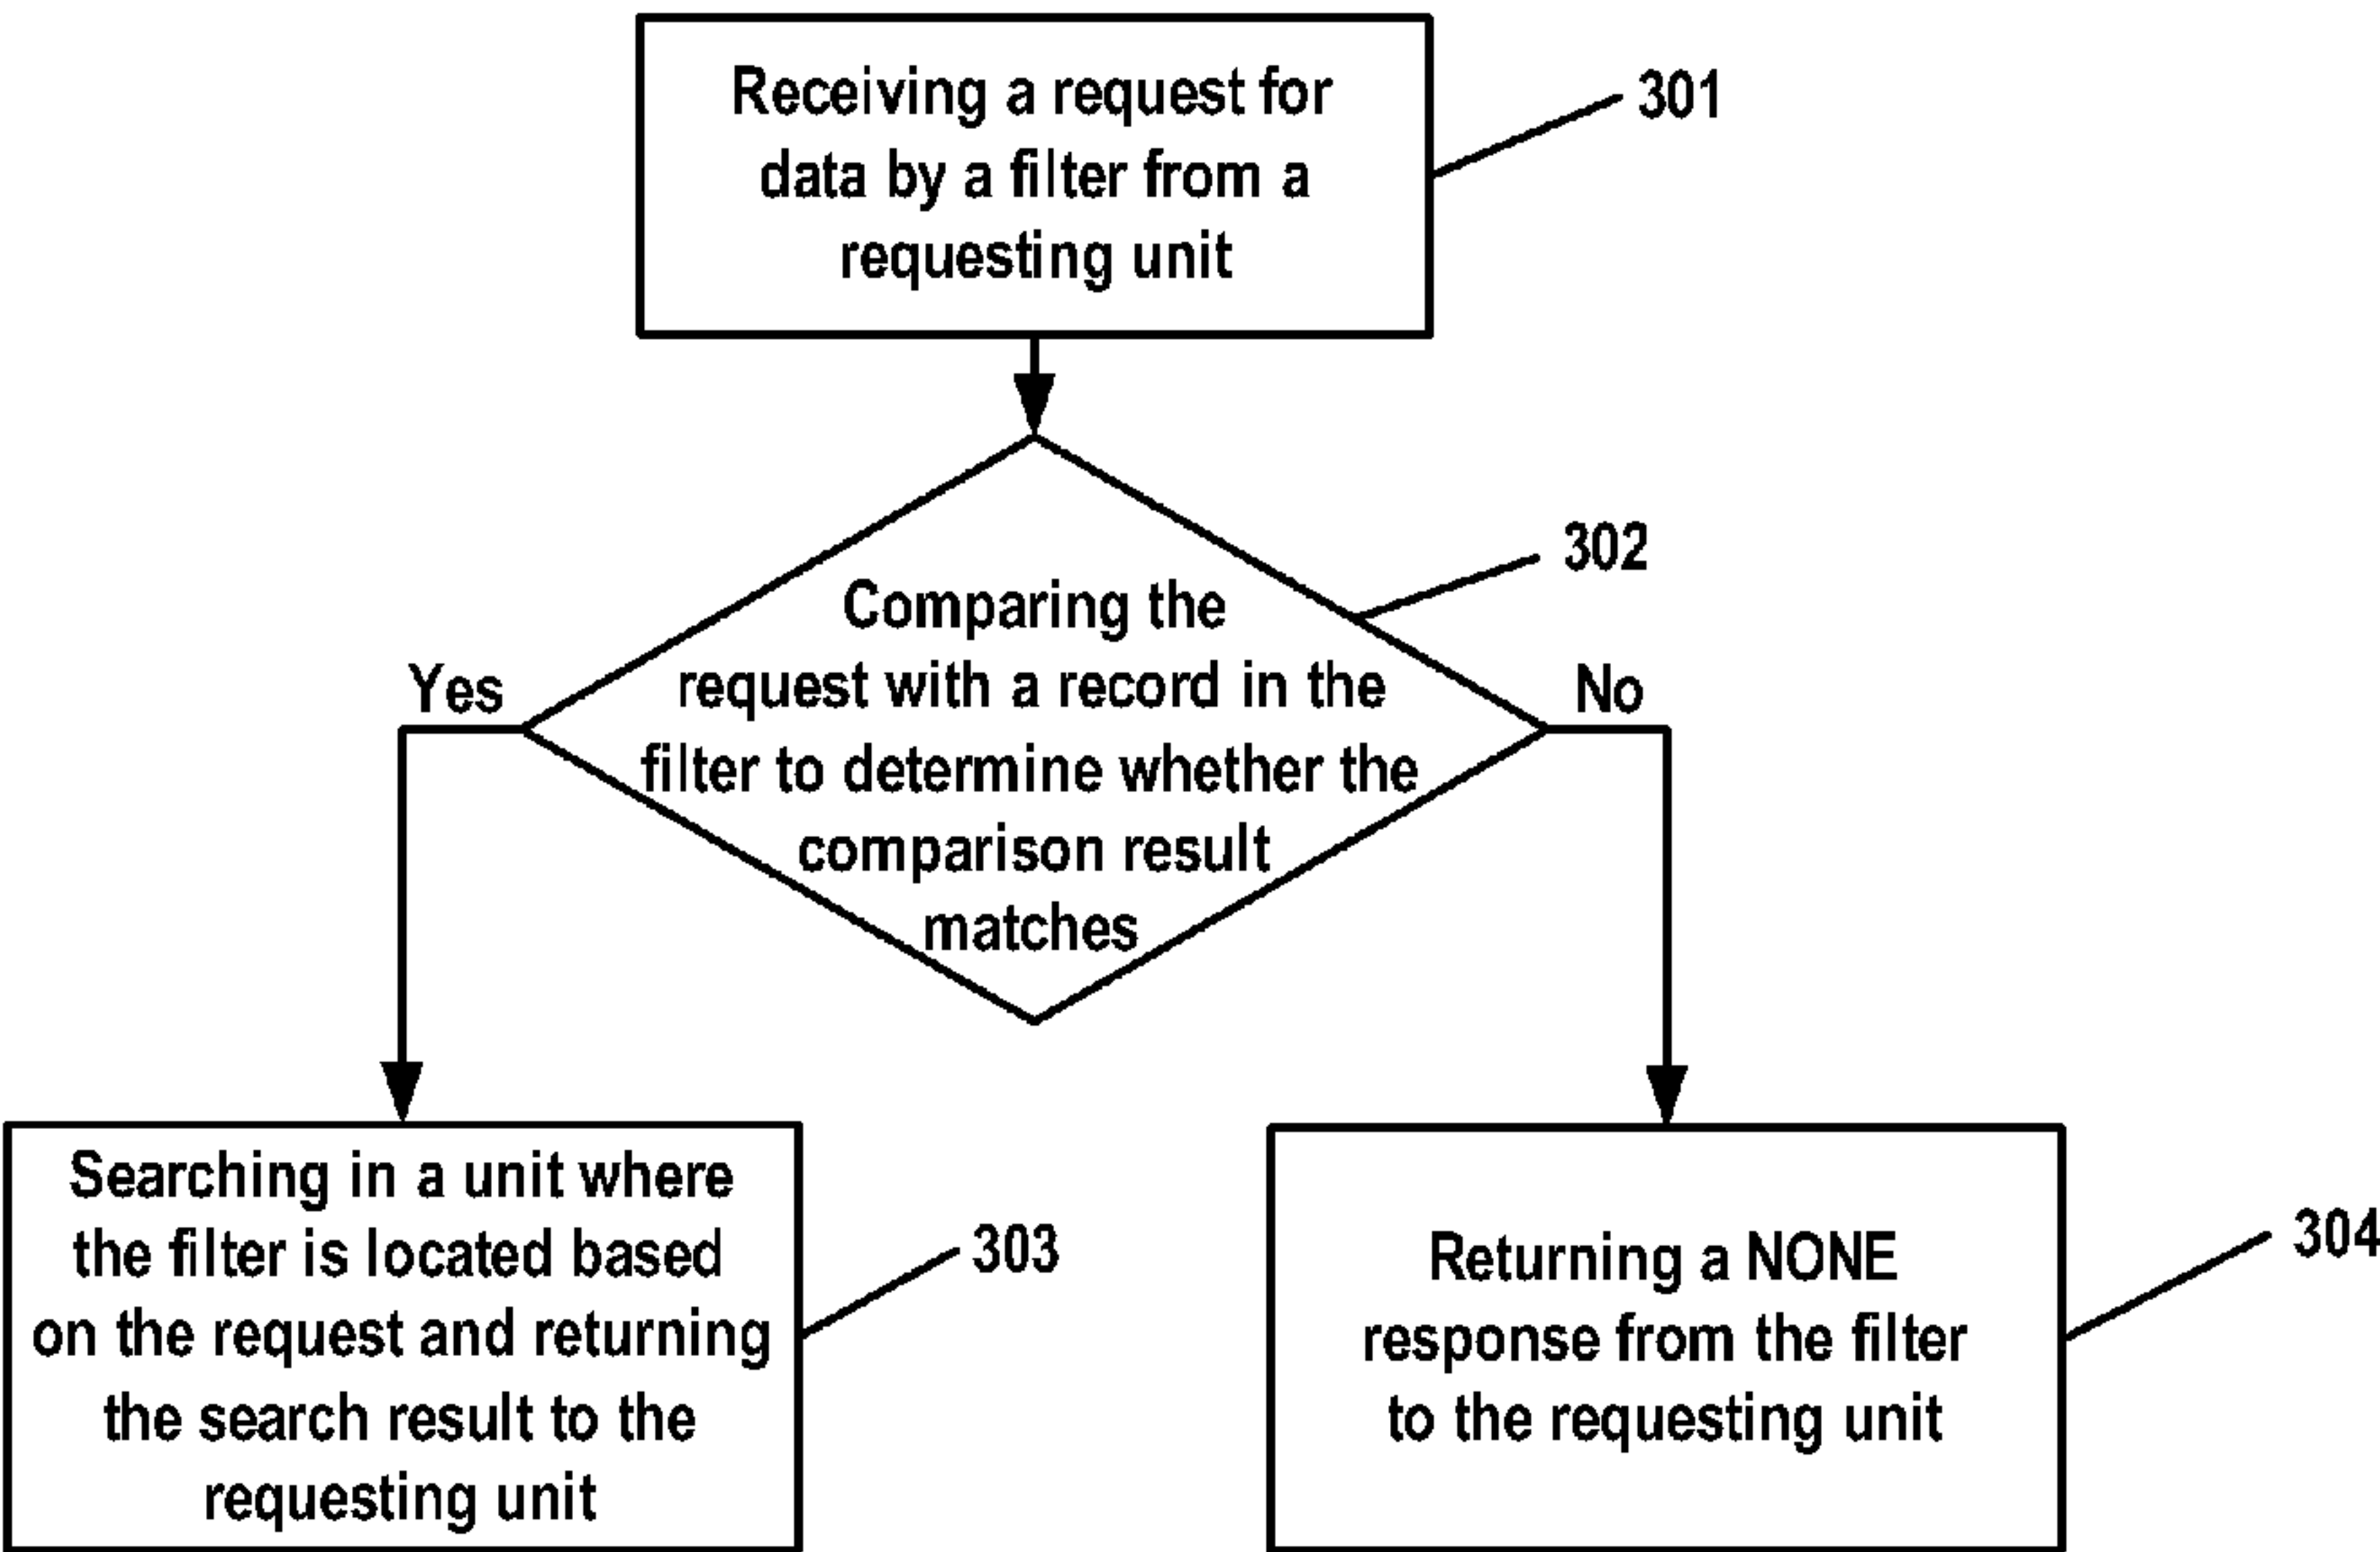 Receiving a request for
data by a filter from a
requesting unit
301
302
Comparing the
request with a record in the
filter to determine whether the
comparison result
matches
Yes
No
Searching in a unit where
the filter is located based
on the request and returning
the search result to the
requesting unit
303
Returning a NONE
response from the filter
to the requesting unit
304